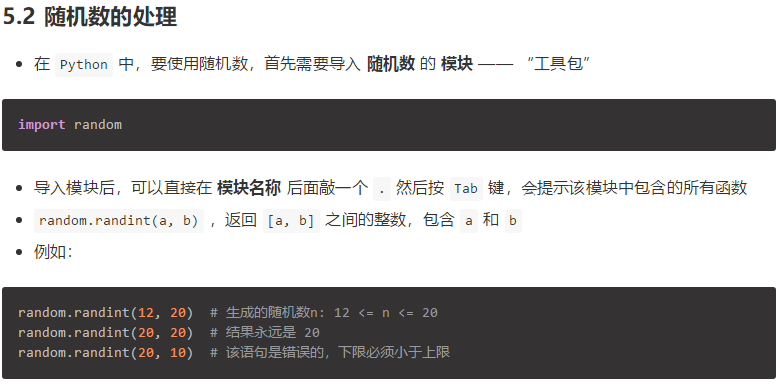 5.2 随机数的处理
在 Python 中，要使用随机数，首先需要导入 随机数 的 模块 —— “工具包”
import random
导入模块后，可以直接在 模块名称 后面敲一个 . 然后按 Tab 键，会提示该模块中包含的所有函数
random.randint(a, b) ，返回 [a, b] 之间的整数，包含 a 和 b
例如：
random.randint(12, 20)  # 生成的随机数n: 12 <= n <= 20
random.randint(20, 20)  # 结果永远是 20
random.randint(20, 10)  # 该语句是错误的，下限必须小于上限